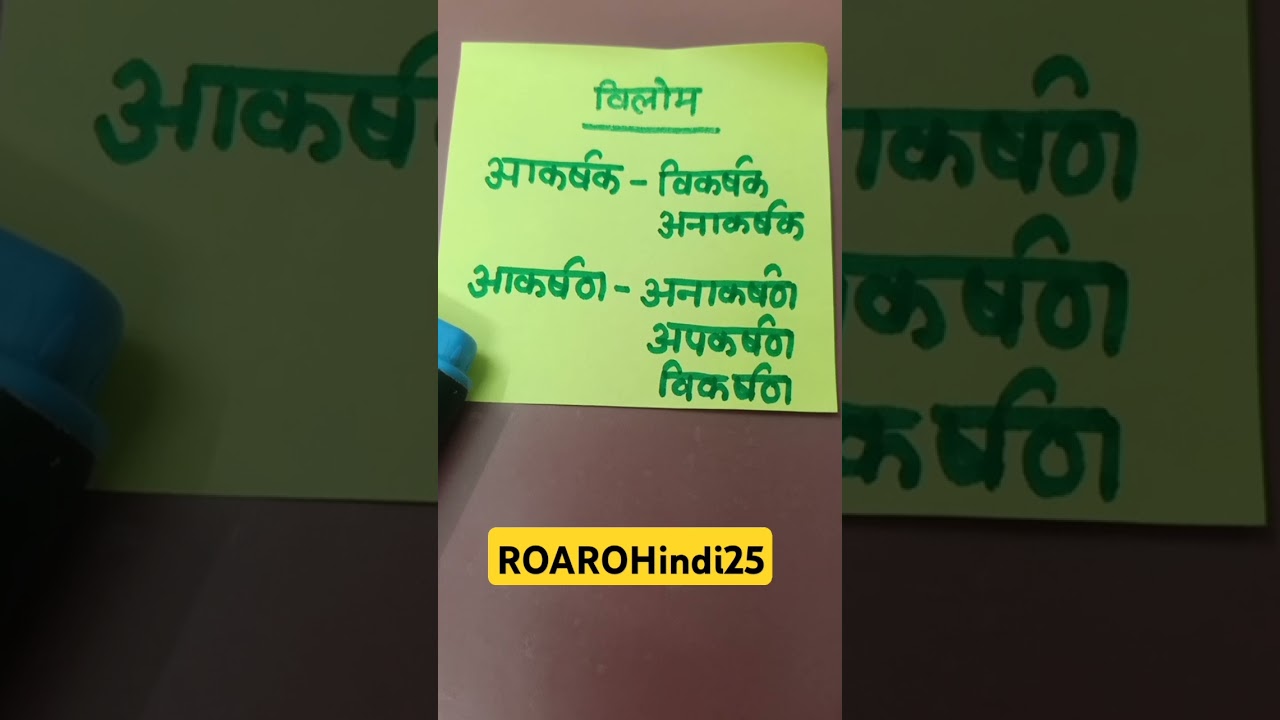 विलोम
आकर्षक - विकर्षक
अनाकर्षक
आकर्षण - अनाकर्षण
अपकर्षण
विकर्षण
ROAROHindi25